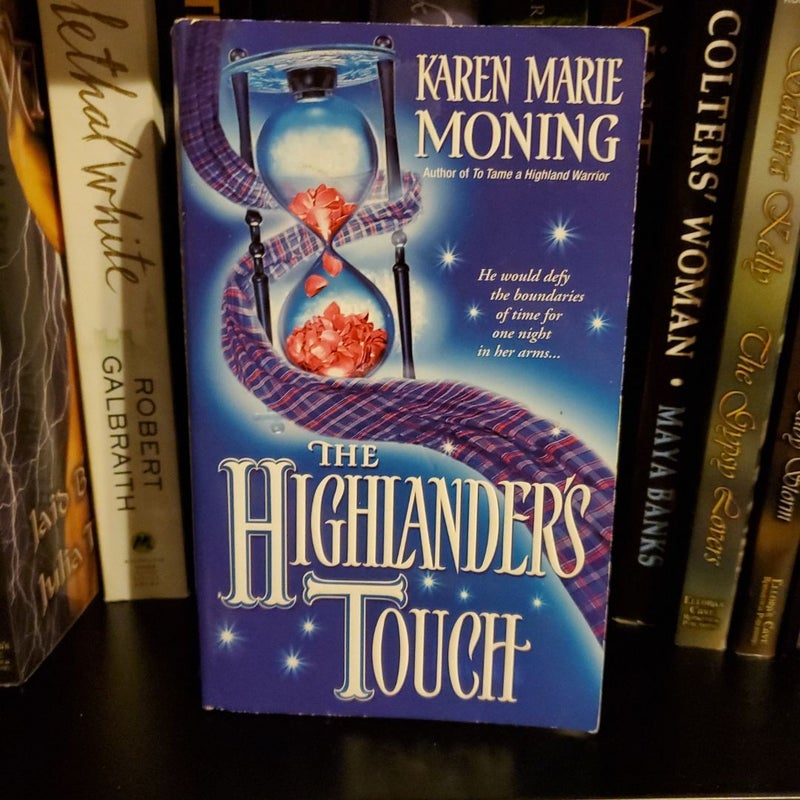 KAREN MARIE
MONING
Author of To Tame a Highland Warrior
He would defy
the boundaries
of time for
one night
in her arms...
THE
HIGHLANDER'S
TOUCH
lethal white
ROBERT
GALBRAITH
COLTERS' WOMAN • MAYA BANKS
Kelly
The Gypsy Lovers